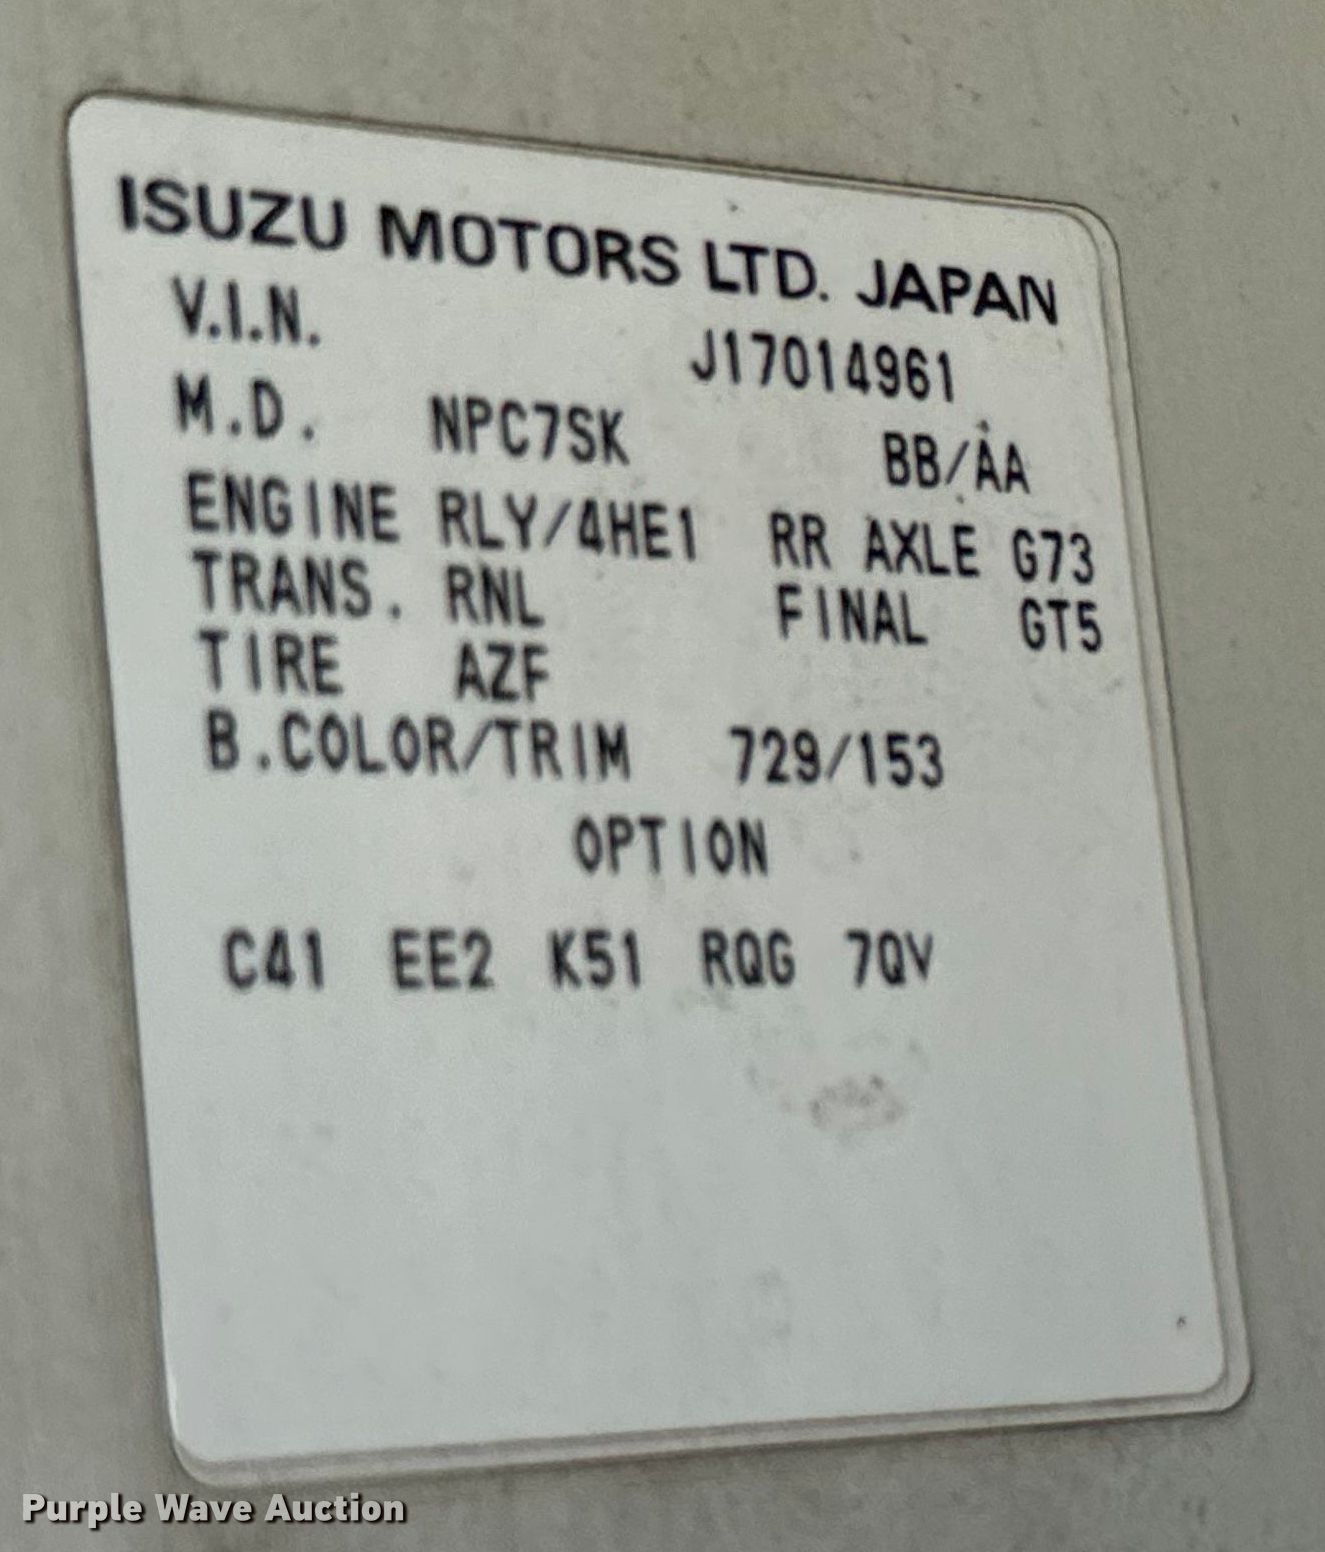 ISUZU MOTORS LTD. JAPAN
V.I.N. J17014961
M.D. NPC7SK BB/AA
ENGINE RLY/4HE1 RR AXLE G73
TRANS. RNL FINAL GT5
TIRE AZF
B.COLOR/TRIM 729/153
OPTION
C41 EE2 K51 RQG 7QV
Purple Wave Auction